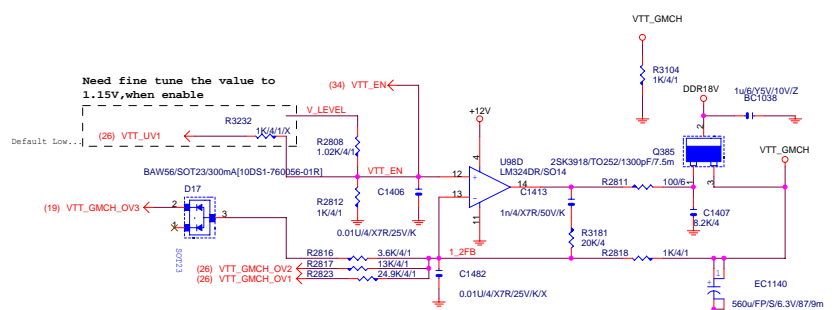 VTT_GMCH
Need fine tune the value to
1.15V,when enable
(34) VTT_EN
R3104
1K/4/1
DDR18V
1u/6/Y5V/10V/Z
BC1038
V_LEVEL
+12V
R3232
1K/4/1/X
Default Low...
(26) VTT_UV1
R2808
1.02K/4/1
2
Q385
VTT_GMCH
4
U98D
LM324DR/SO14
2SK3918/TO252/1300pF/7.5m
BAW56/SOT23/300mA[10DS1-760056-01R]
VTT_EN
12
+
14
R2811
100/6
1
3
D17
R2812
1K/4/1
C1406
13
-
C1413
1n/4/X7R/50V/K
(19) VTT_GMCH_OV3
2
3
1
11
C1407
8.2K/4
0.01U/4/X7R/25V/K
R3181
20K/4
SOT23
R2816
3.6K/4/1
1_2FB
R2818
1K/4/1
(26) VTT_GMCH_OV2
R2817
13K/4/1
(26) VTT_GMCH_OV1
R2823
24.9K/4/1
C1482
1
EC1140
+
0.01U/4/X7R/25V/K/X
560u/FP/S/6.3V/87/9m